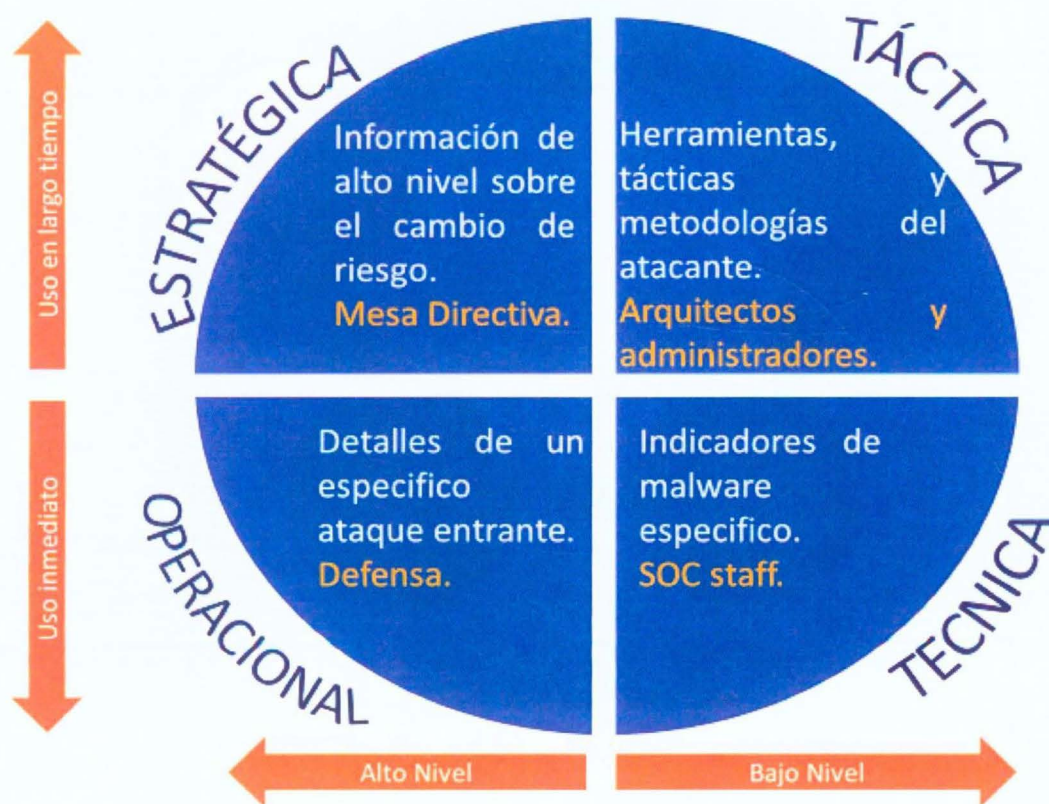 ESTRATÉGICA
TÁCTICA
Uso en largo tiempo
Información de
alto nivel sobre
el cambio de
riesgo.
Mesa Directiva.
Herramientas,
tácticas y
metodologías del
atacante.
Arquitectos y
administradores.
Uso inmediato
OPERACIONAL
Detalles de un
especifico
ataque entrante.
Defensa.
Indicadores de
malware
especifico.
SOC staff.
TECNICA
Alto Nivel
Bajo Nivel